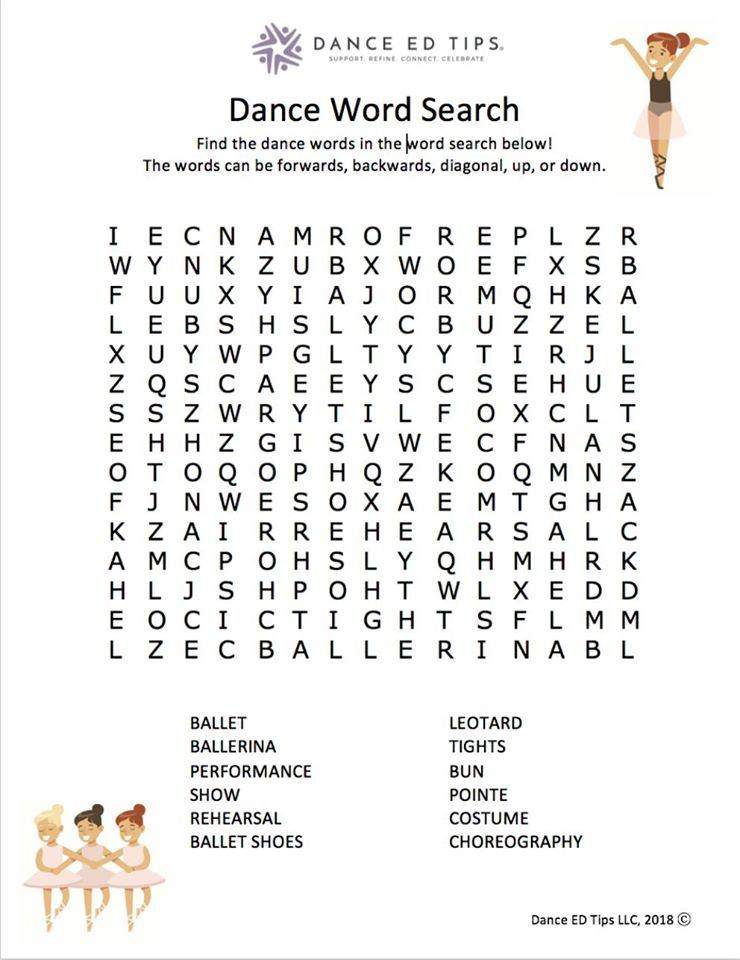 DANCE ED TIPS®
SUPPORT. REFINE. CONNECT. CELEBRATE.
Dance Word Search
Find the dance words in the word search below!
The words can be forwards, backwards, diagonal, up, or down.
I E C N A M R O F R E P L Z R
W Y N K Z U B X W O E F X S B
F U U X Y I A J O R M Q H K A
L E B S H S L Y C B U Z Z E L
X U Y W P G L T Y Y T I R J L
Z Q S C A E E Y S C S E H U E
S S Z W R Y T I L F O X C L T
E H H Z G I S V W E C F N A S
O T O Q O P H Q Z K O Q M N Z
F J N W E S O X A E M T G H A
K Z A I R R E H E A R S A L C
A M C P O H S L Y Q H M H R K
H L J S H P O H T W L X E D D
E O C I C T I G H T S F L M M
L Z E C B A L L E R I N A B L
BALLET LEOTARD
BALLERINA TIGHTS
PERFORMANCE BUN
SHOW POINTE
REHEARSAL COSTUME
BALLET SHOES CHOREOGRAPHY
Dance ED Tips LLC, 2018 ©